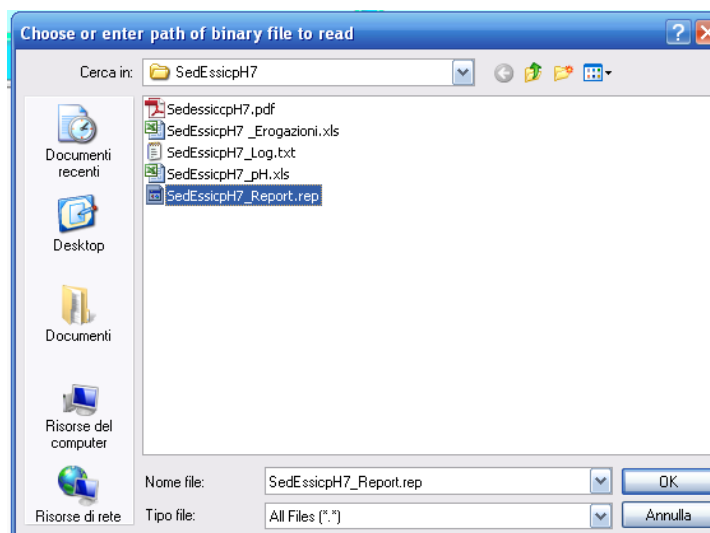 Choose or enter path of binary file to read
Cerca in:
SedEssicpH7
SedessiccpH7.pdf
SedEssicpH7 _Erogazioni.xls
SedEssicpH7_Log.txt
SedEssicpH7_pH.xls
SedEssicpH7_Report.rep
Documenti
recenti
Desktop
Documenti
Risorse del
computer
Risorse di rete
Nome file:
SedEssicpH7_Report.rep
OK
Tipo file:
All Files (*.*)
Annulla